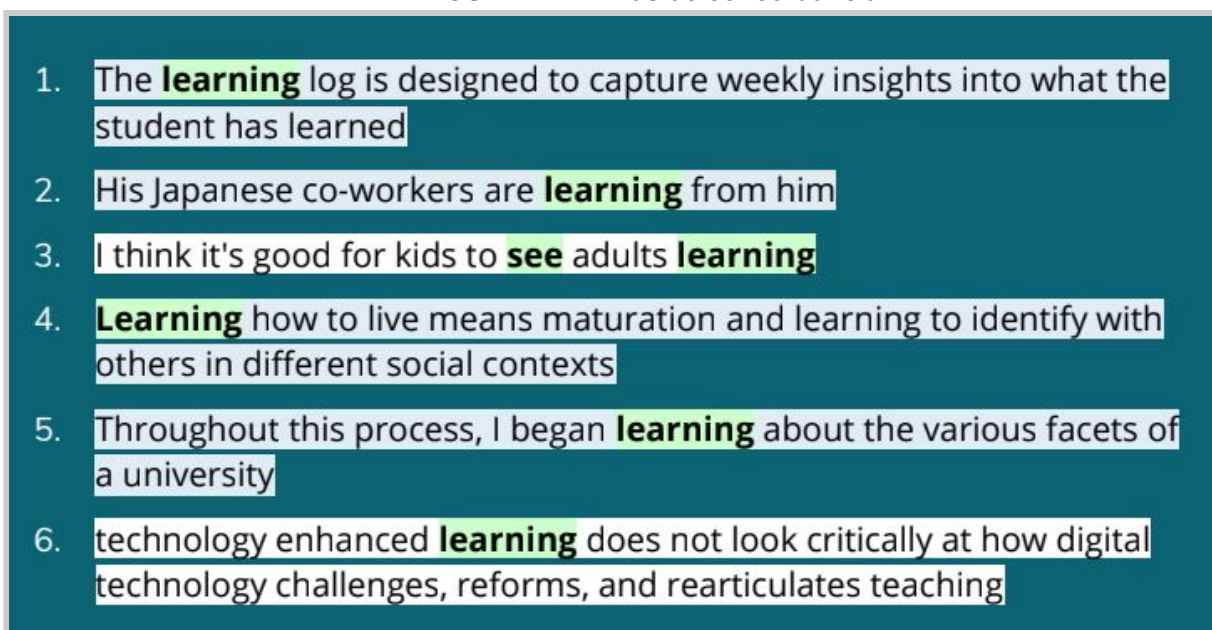 1. The learning log is designed to capture weekly insights into what the
student has learned
2. His Japanese co-workers are learning from him
3. I think it's good for kids to see adults learning
4. Learning how to live means maturation and learning to identify with
others in different social contexts
5. Throughout this process, I began learning about the various facets of
a university
6. technology enhanced learning does not look critically at how digital
technology challenges, reforms, and rearticulates teaching